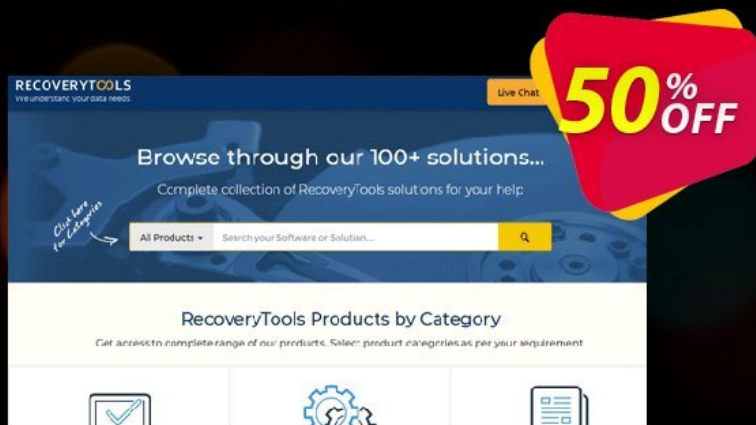 RECOVERYTOOLS
We understand your data needs
Live Chat
50% OFF
Browse through our 100+ solutions...
Complete collection of RecoveryTools solutions for your help
Click here
for Categories
All Products
Search your Software or Solution...
RecoveryTools Products by Category
Get access to complete range of our products. Select product categories as per your requirement